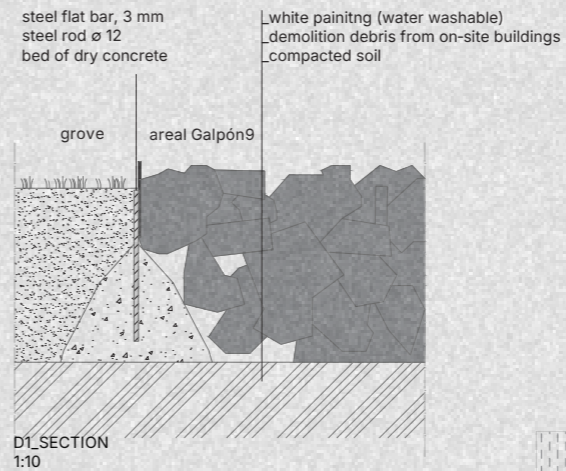 steel flat bar, 3 mm
steel rod ø 12
bed of dry concrete
_white painitng (water washable)
_demolition debris from on-site buildings
_compacted soil
grove
areal Galpón9
D1_SECTION
1:10